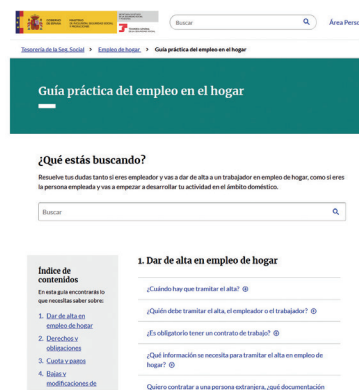 GOBIERNO DE ESPAÑA
Buscar
Área Perso
Tesorería de la Seg. Social > Empleo de hogar > Guía práctica del empleo en el hogar
Guía práctica del empleo en el hogar
¿Qué estás buscando?
Resuelve tus dudas tanto si eres empleador y vas a dar de alta a un trabajador en empleo de hogar, como si eres
la persona empleada y vas a empezar a desarrollar tu actividad en el ámbito doméstico.
Buscar
Índice de
contenidos
En esta guía encontrarás lo
que necesitas saber sobre:
1. Dar de alta en
empleo de hogar
2. Derechos y
obligaciones
3. Cuota y pagos
4. Bajas y
modificaciones de
1. Dar de alta en empleo de hogar
¿Cuándo hay que tramitar el alta?
¿Quién debe tramitar el alta, el empleador o el trabajador?
¿Es obligatorio tener un contrato de trabajo?
¿Qué información se necesita para tramitar el alta en empleo de
hogar?
Quiero contratar a una persona extranjera, ¿qué documentación